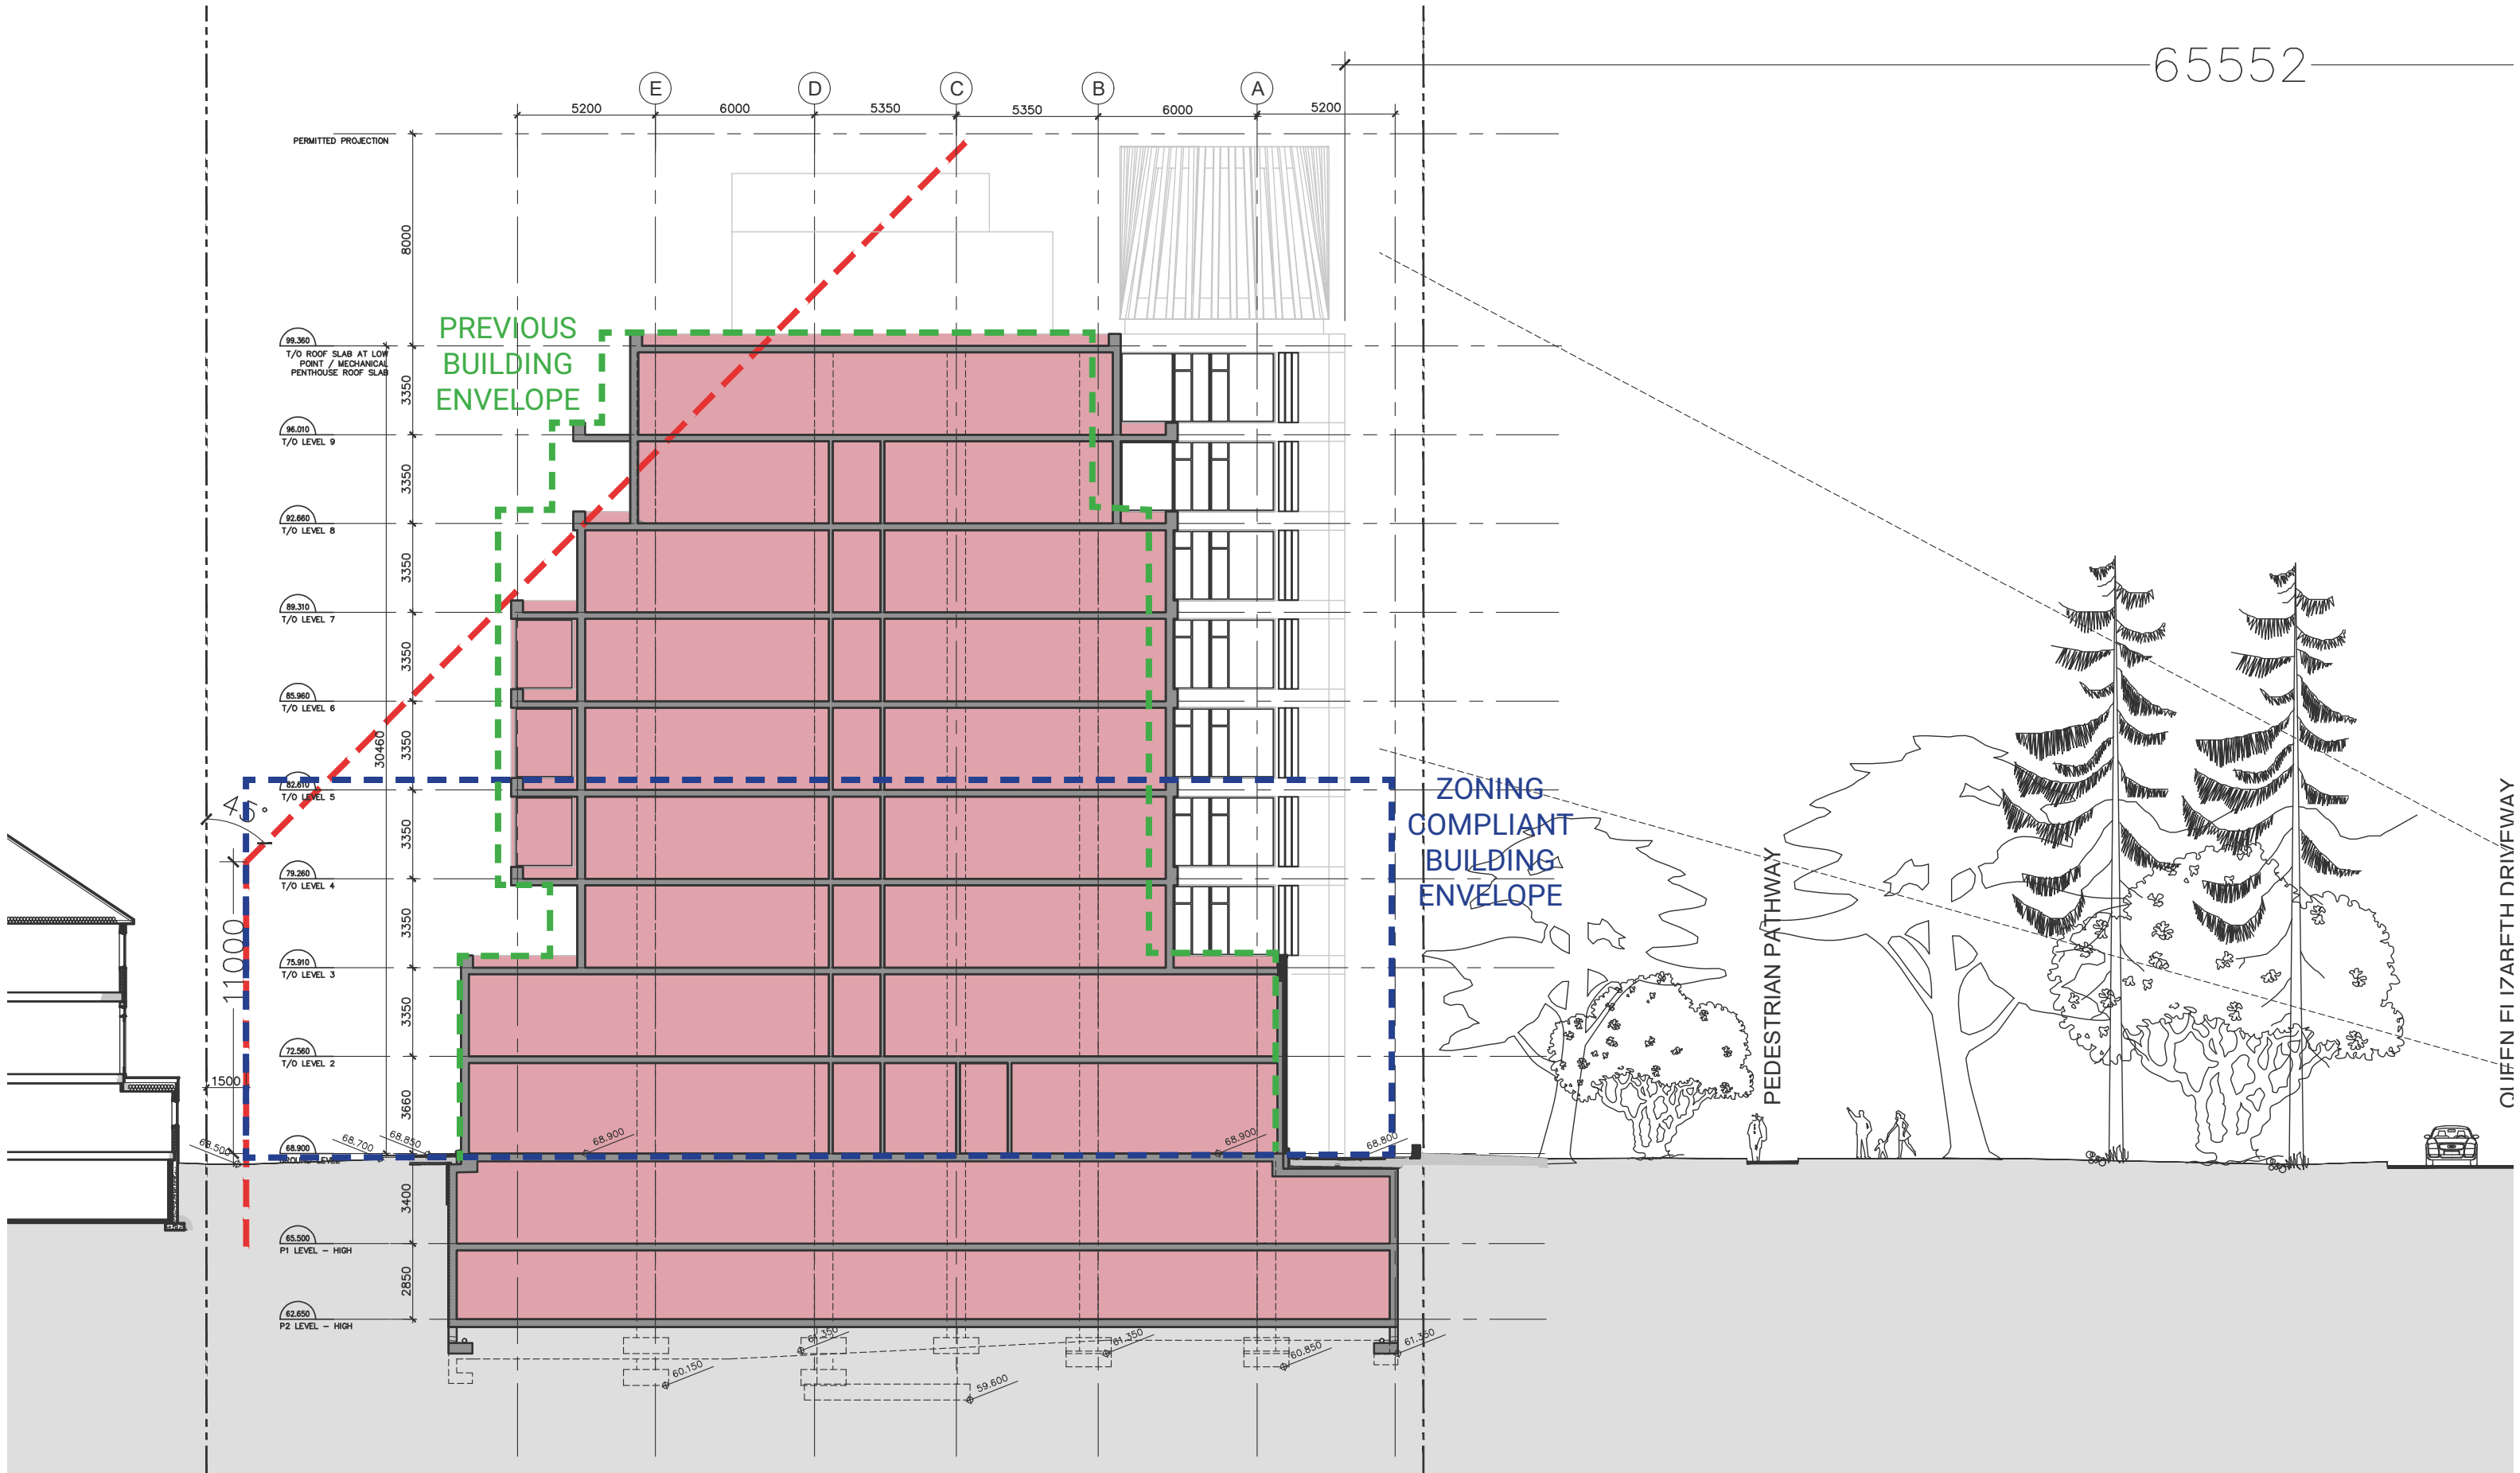 65552
E
D
C
B
A
5200
6000
5350
5350
6000
5200
PERMITTED PROJECTION
8000
PREVIOUS
BUILDING
ENVELOPE
99.360
T/O ROOF SLAB AT LOW
POINT / MECHANICAL
PENTHOUSE ROOF SLAB
3350
96.010
T/O LEVEL 9
3350
92.660
T/O LEVEL 8
3350
89.310
T/O LEVEL 7
3350
85.960
T/O LEVEL 6
30460
3350
82.610
T/O LEVEL 5
45°
3350
ZONING
COMPLIANT
BUILDING
ENVELOPE
79.260
T/O LEVEL 4
11000
3350
75.910
T/O LEVEL 3
3350
72.560
T/O LEVEL 2
1500
3660
68.500
68.700
68.850
68.900
GROUND LEVEL
68.900
68.900
68.800
PEDESTRIAN PATHWAY
QUEEN ELIZABETH DRIVEWAY
3400
65.500
P1 LEVEL - HIGH
2850
62.650
P2 LEVEL - HIGH
61.350
61.350
61.350
60.150
60.850
59.600